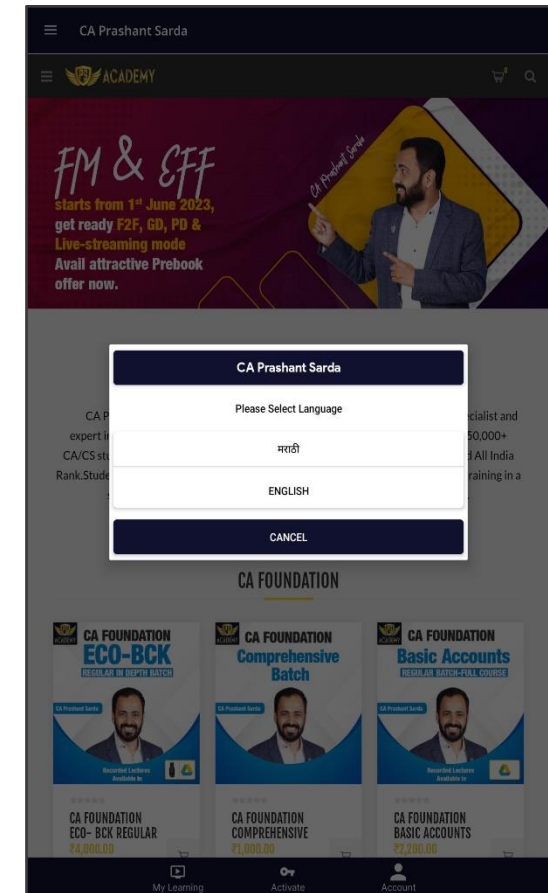 CA Prashant Sarda
ACADEMY
FM & EFF
CA Prashant Sarda
starts from 1st June 2023,
get ready F2F, GD, PD &
Live-streaming mode
Avail attractive Prebook
offer now.
CA Prashant Sarda
Please Select Language
मराठी
ENGLISH
CANCEL
CA P
ecialist and
expert i
50,000+
CA/CS stu
d All India
Rank.Stude
raining in a
CA FOUNDATION
ACADEMY
CA FOUNDATION
ECO-BCK
REGULAR IN DEPTH BATCH
CA Prashant Sarda
Recorded Lectures
Available In
CA FOUNDATION
ECO- BCK REGULAR
₹4,000.00
ACADEMY
CA FOUNDATION
Comprehensive
Batch
CA Prashant Sarda
CA FOUNDATION
COMPREHENSIVE
₹1,000.00
ACADEMY
CA FOUNDATION
Basic Accounts
REGULAR BATCH-FULL COURSE
CA Prashant Sarda
Recorded Lectures
Available In
CA FOUNDATION
BASIC ACCOUNTS
₹2,200.00
My Learning
Activate
Account